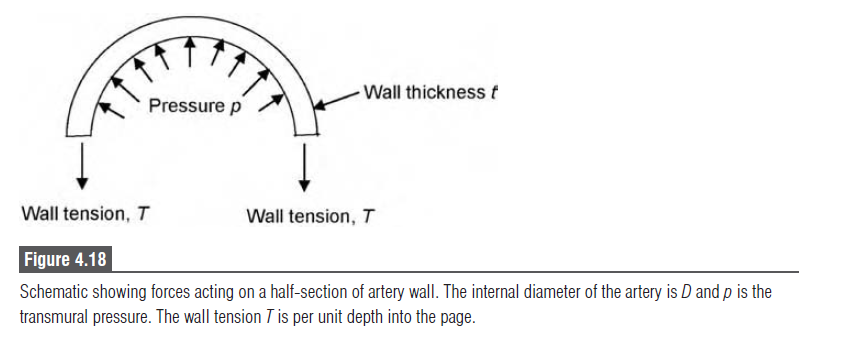 Pressure p
Wall thickness t
Wall tension, T
Wall tension, T
Figure 4.18
Schematic showing forces acting on a half-section of artery wall. The internal diameter of the artery is D and p is the
transmural pressure. The wall tension T is per unit depth into the page.